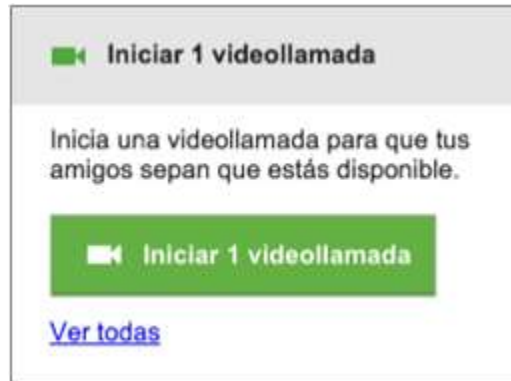 Iniciar 1 videollamada
Inicia una videollamada para que tus
amigos sepan que estás disponible.
Iniciar 1 videollamada
Ver todas